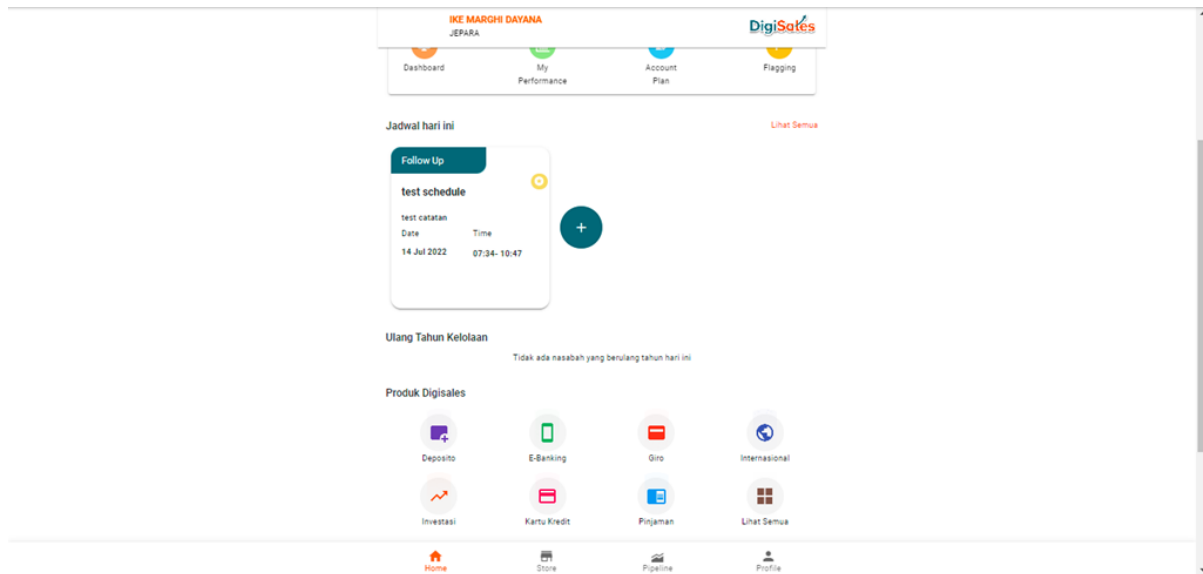 IKE MARGHI DAYANA
JEPARA
DigiSales
Dashboard
My
Performance
Account
Plan
Flagging
Jadwal hari ini
Lihat Semua
Follow Up
test schedule
test catatan
Date Time
14 Jul 2022 07:34- 10:47
+
Ulang Tahun Kelolaan
Tidak ada nasabah yang berulang tahun hari ini
Produk Digisales
Deposito E-Banking Giro Internasional
Investasi Kartu Kredit Pinjaman Lihat Semua
Home Store Pipeline Profile